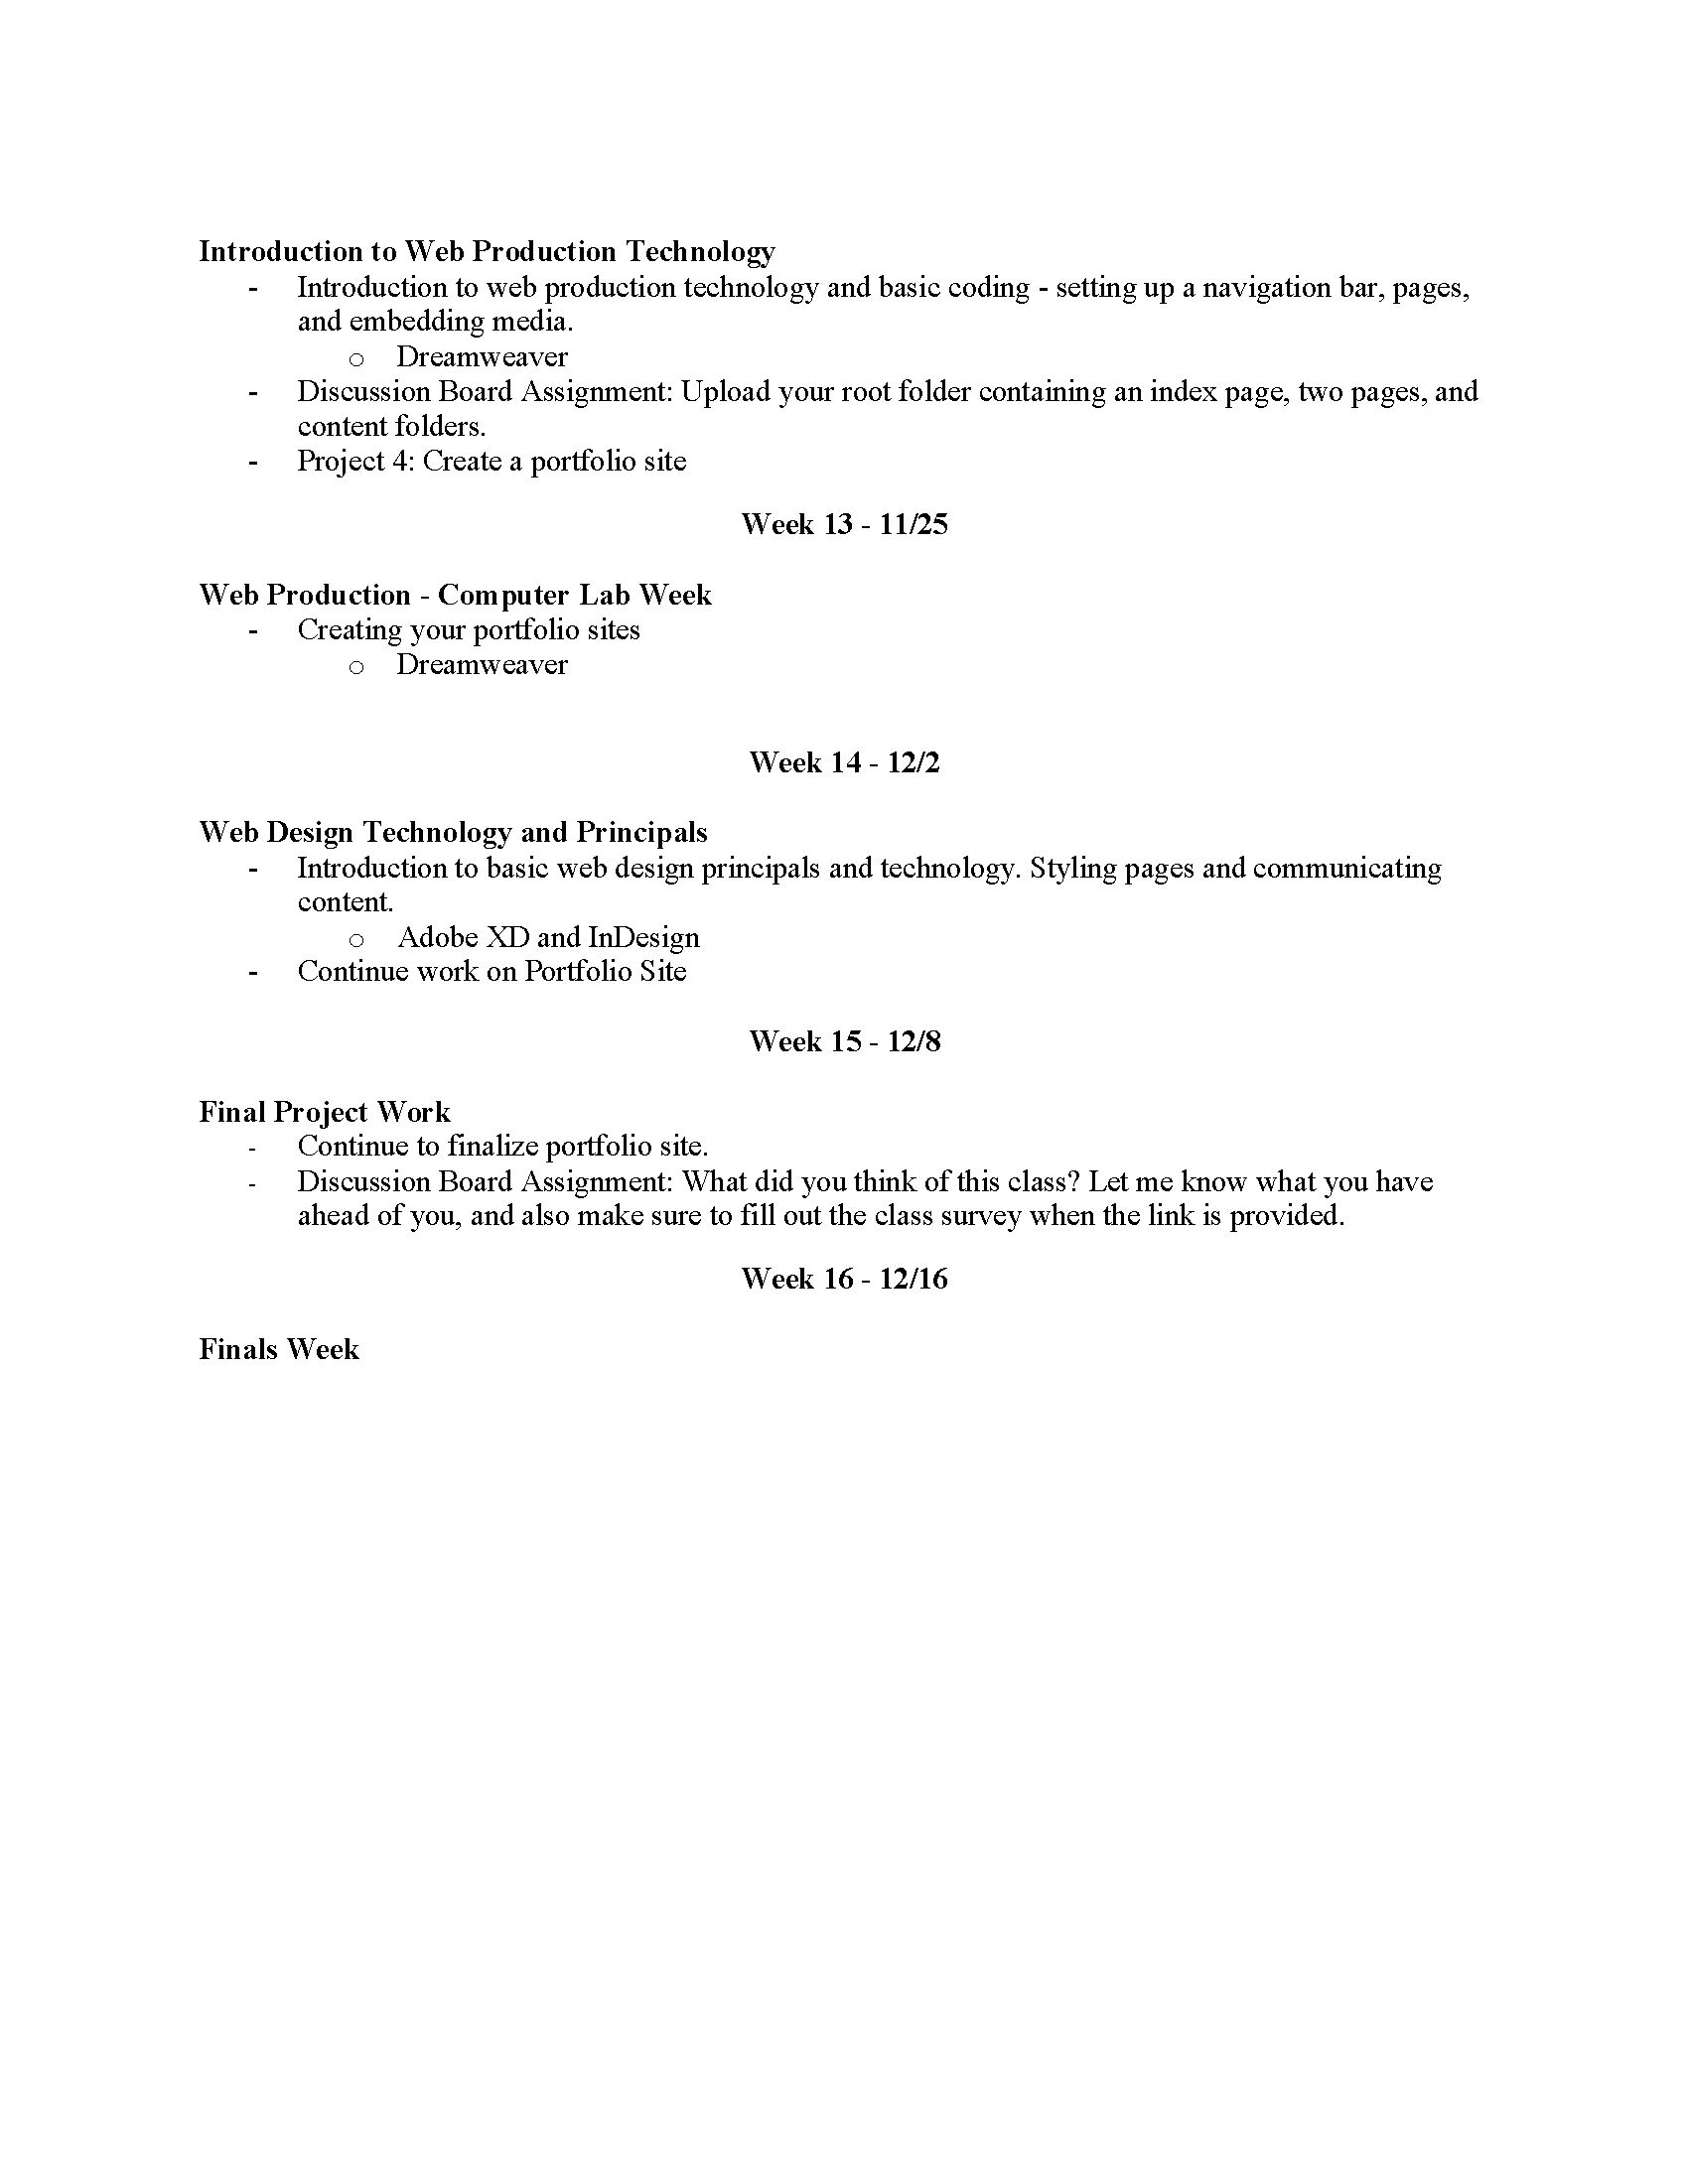 Introduction to Web Production Technology
- Introduction to web production technology and basic coding - setting up a navigation bar, pages,
and embedding media.
o Dreamweaver
- Discussion Board Assignment: Upload your root folder containing an index page, two pages, and
content folders.
- Project 4: Create a portfolio site
Week 13 - 11/25
Web Production - Computer Lab Week
- Creating your portfolio sites
o Dreamweaver
Week 14 - 12/2
Web Design Technology and Principals
- Introduction to basic web design principals and technology. Styling pages and communicating
content.
o Adobe XD and InDesign
- Continue work on Portfolio Site
Week 15 - 12/8
Final Project Work
- Continue to finalize portfolio site.
- Discussion Board Assignment: What did you think of this class? Let me know what you have
ahead of you, and also make sure to fill out the class survey when the link is provided.
Week 16 - 12/16
Finals Week